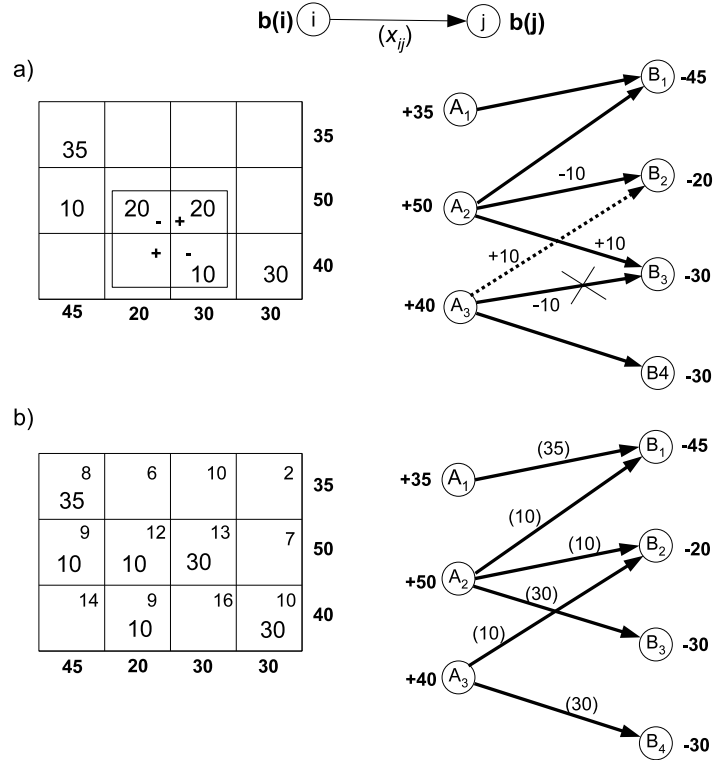 b(i) i j b(j)
(x_ij)
a)
35 35
10 20 - + 20 50
+ - 10 30 40
45 20 30 30
+35 A₁ B₁ -45
+50 A₂ -10 B₂ -20
+10 +10 B₃ -30
+40 A₃ -10
B4 -30
b)
8 6 10 2 35
35
9 12 13 7 50
10 10 30
14 9 16 10 40
10 30
45 20 30 30
+35 A₁ (35) B₁ -45
(10)
+50 A₂ (10) B₂ -20
(30)
(10) B₃ -30
+40 A₃
(30)
B₄ -30